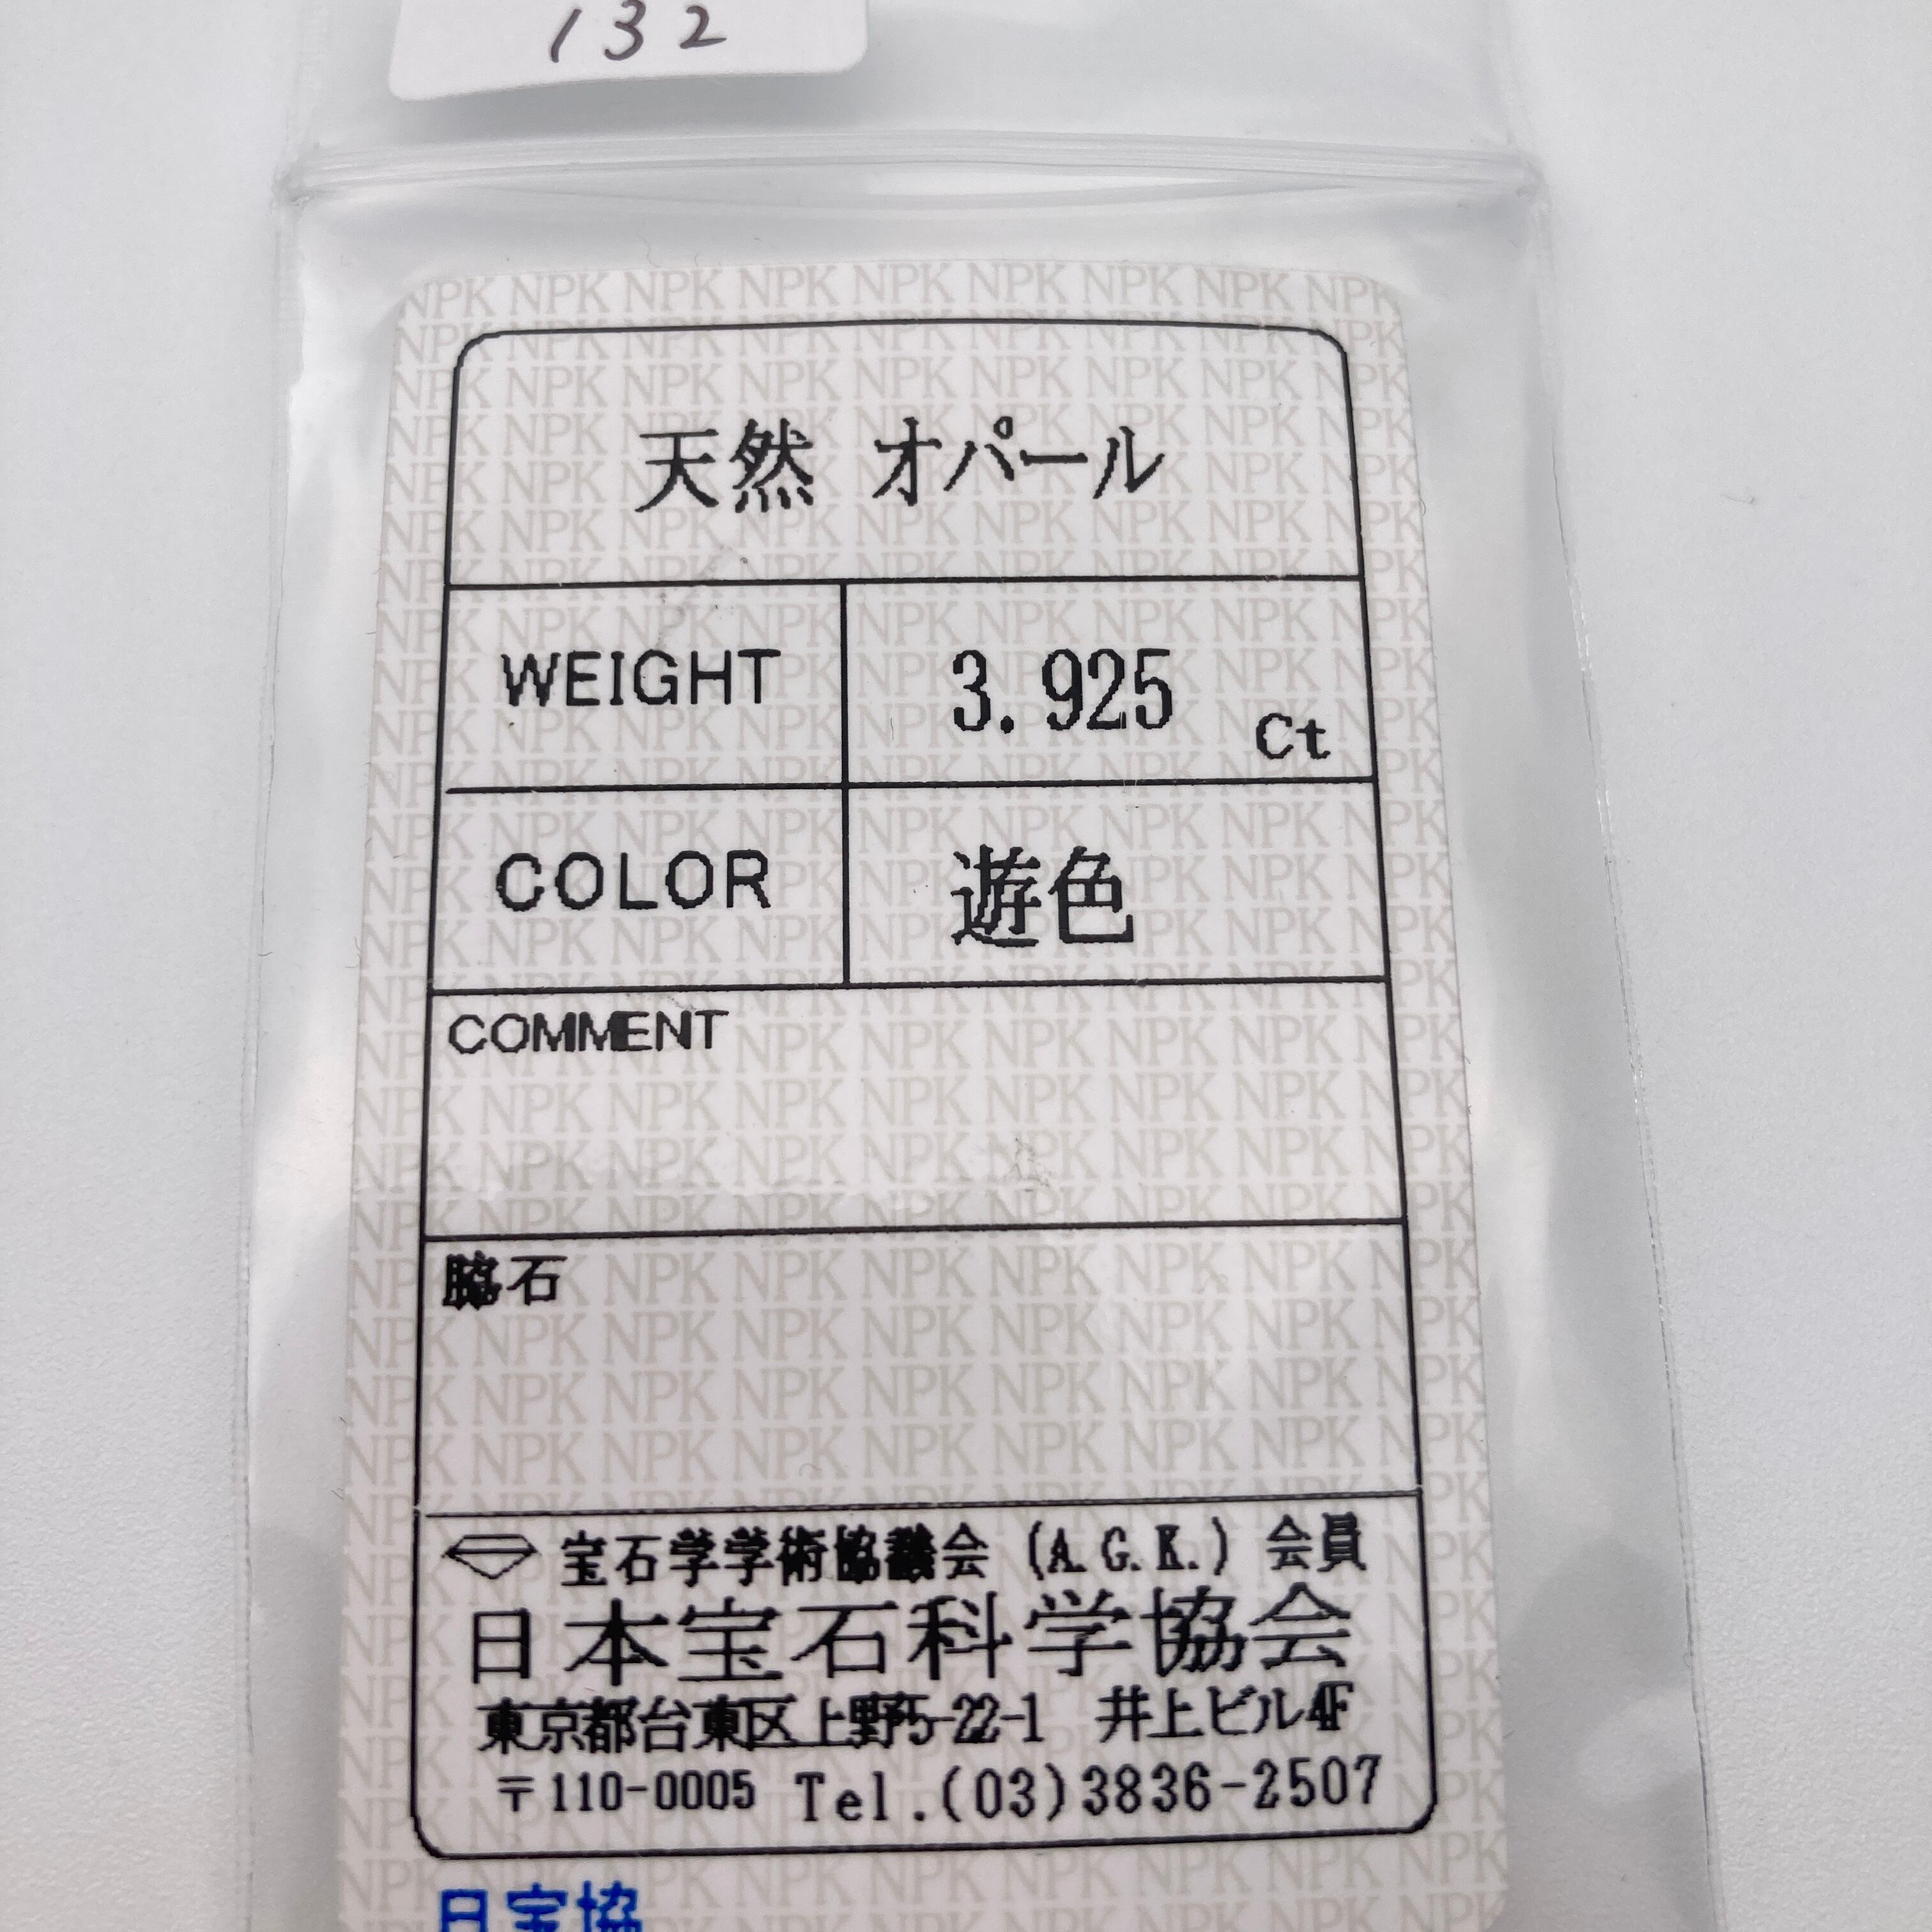 132
天然 オパール
WEIGHT 3.925 Ct
COLOR 遊色
COMMENT
脇石
宝石学学術協議会 (A.G.K.) 会員
日本宝石科学協会
東京都台東区上野5-22-1 井上ビル4F
〒110-0005 Tel.(03)3836-2507
日宝協